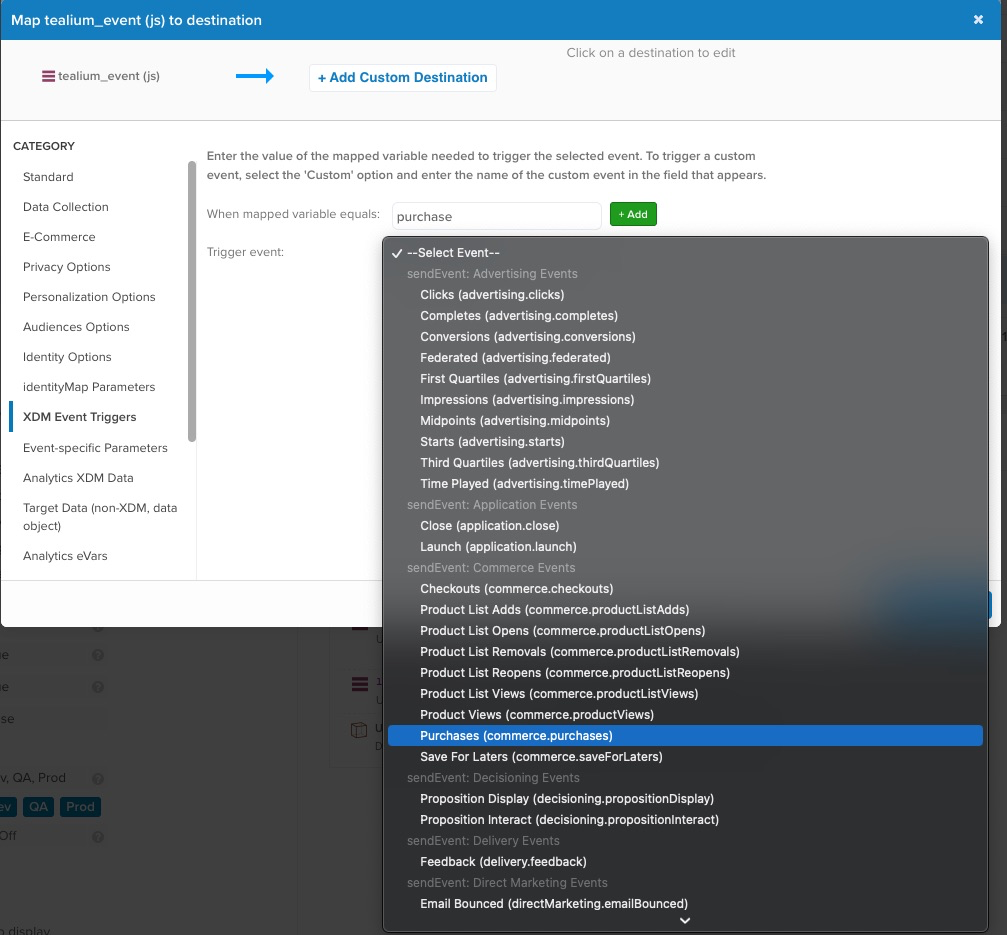 Map tealium_event (js) to destination
Click on a destination to edit
tealium_event (js)
+ Add Custom Destination
CATEGORY
Standard
Data Collection
E-Commerce
Privacy Options
Personalization Options
Audiences Options
Identity Options
identityMap Parameters
XDM Event Triggers
Event-specific Parameters
Analytics XDM Data
Target Data (non-XDM, data
object)
Analytics eVars
Enter the value of the mapped variable needed to trigger the selected event. To trigger a custom
event, select the 'Custom' option and enter the name of the custom event in the field that appears.
When mapped variable equals: purchase + Add
Trigger event:
✓ --Select Event--
sendEvent: Advertising Events
Clicks (advertising.clicks)
Completes (advertising.completes)
Conversions (advertising.conversions)
Federated (advertising.federated)
First Quartiles (advertising.firstQuartiles)
Impressions (advertising.impressions)
Midpoints (advertising.midpoints)
Starts (advertising.starts)
Third Quartiles (advertising.thirdQuartiles)
Time Played (advertising.timePlayed)
sendEvent: Application Events
Close (application.close)
Launch (application.launch)
sendEvent: Commerce Events
Checkouts (commerce.checkouts)
Product List Adds (commerce.productListAdds)
Product List Opens (commerce.productListOpens)
Product List Removals (commerce.productListRemovals)
Product List Reopens (commerce.productListReopens)
Product List Views (commerce.productListViews)
Product Views (commerce.productViews)
Purchases (commerce.purchases)
Save For Laters (commerce.saveForLaters)
sendEvent: Decisioning Events
Proposition Display (decisioning.propositionDisplay)
Proposition Interact (decisioning.propositionInteract)
sendEvent: Delivery Events
Feedback (delivery.feedback)
sendEvent: Direct Marketing Events
Email Bounced (directMarketing.emailBounced)
v, QA, Prod
ev QA Prod
Off
display